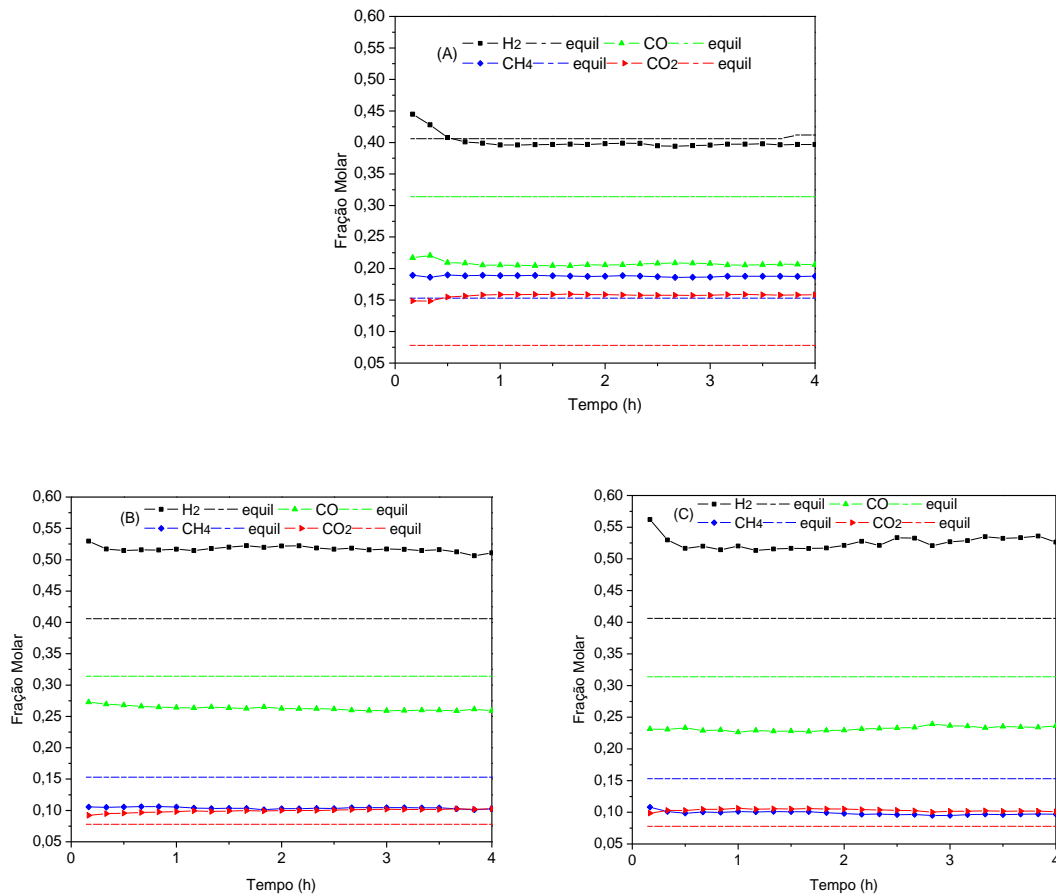 0,60
0,55
0,50
0,45
0,40
0,35
0,30
0,25
0,20
0,15
0,10
0,05
Fração Molar
(A)
H2 equil CO equil
CH4 equil CO2 equil
0 1 2 3 4
Tempo (h)
0,60
0,55
0,50
0,45
0,40
0,35
0,30
0,25
0,20
0,15
0,10
0,05
Fração Molar
(B)
H2 equil CO equil
CH4 equil CO2 equil
0 1 2 3 4
Tempo (h)
0,60
0,55
0,50
0,45
0,40
0,35
0,30
0,25
0,20
0,15
0,10
0,05
Fração Molar
(C)
H2 equil CO equil
CH4 equil CO2 equil
0 1 2 3 4
Tempo (h)